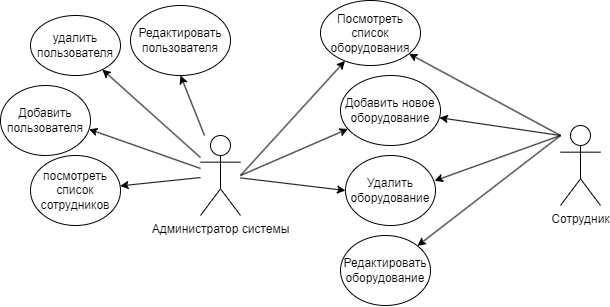 удалить
пользователя
Редактировать
пользователя
Посмотреть
список
оборудования
Добавить
пользователя
Добавить новое
оборудование
посмотреть
список
сотрудников
Удалить
оборудование
Администратор системы
Сотрудник
Редактировать
оборудование